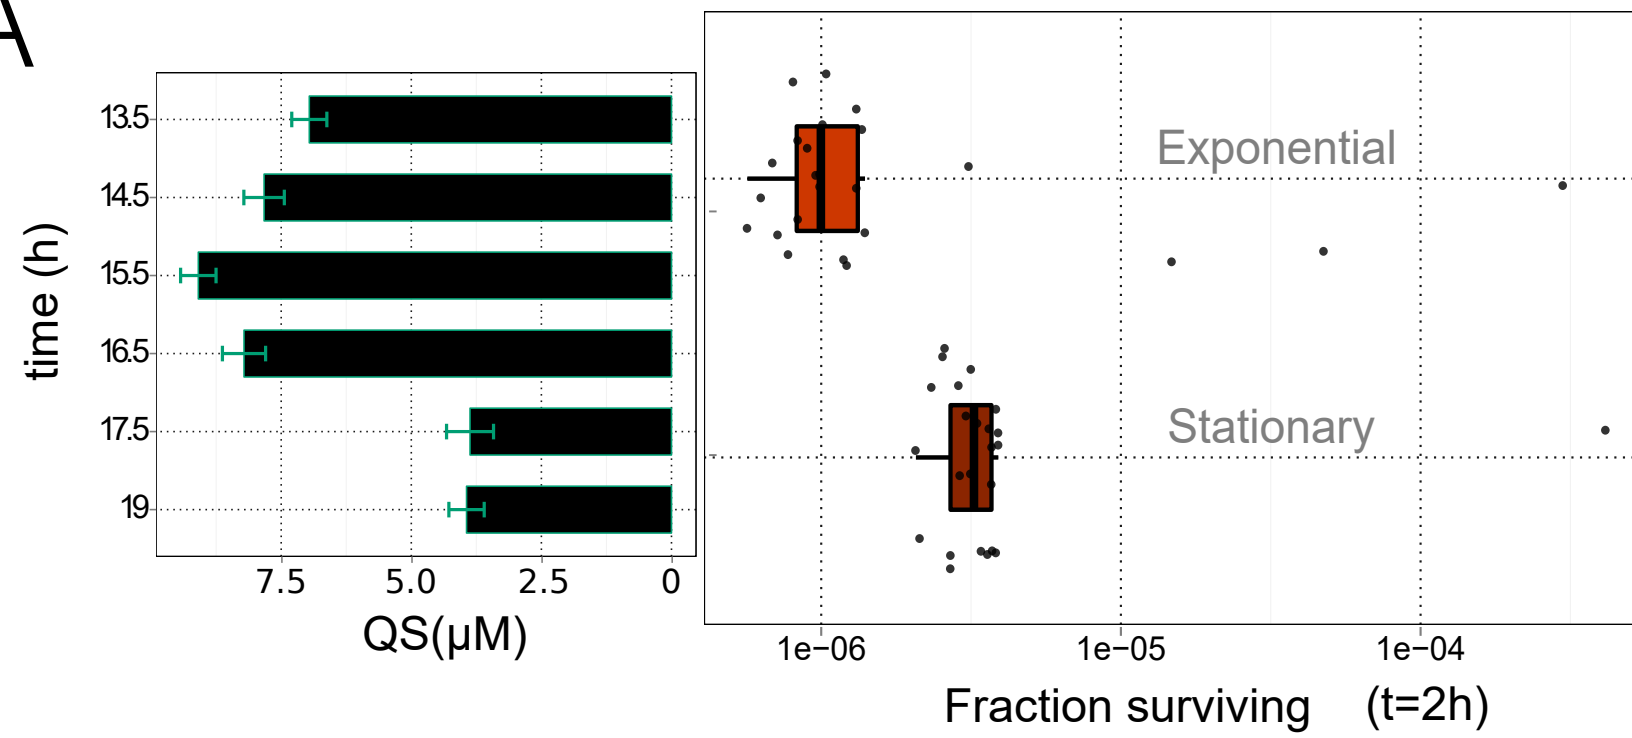 A
time (h)
13.5
14.5
15.5
16.5
17.5
19
7.5 5.0 2.5 0
QS(μM)
Exponential
Stationary
1e−06 1e−05 1e−04
Fraction surviving (t=2h)